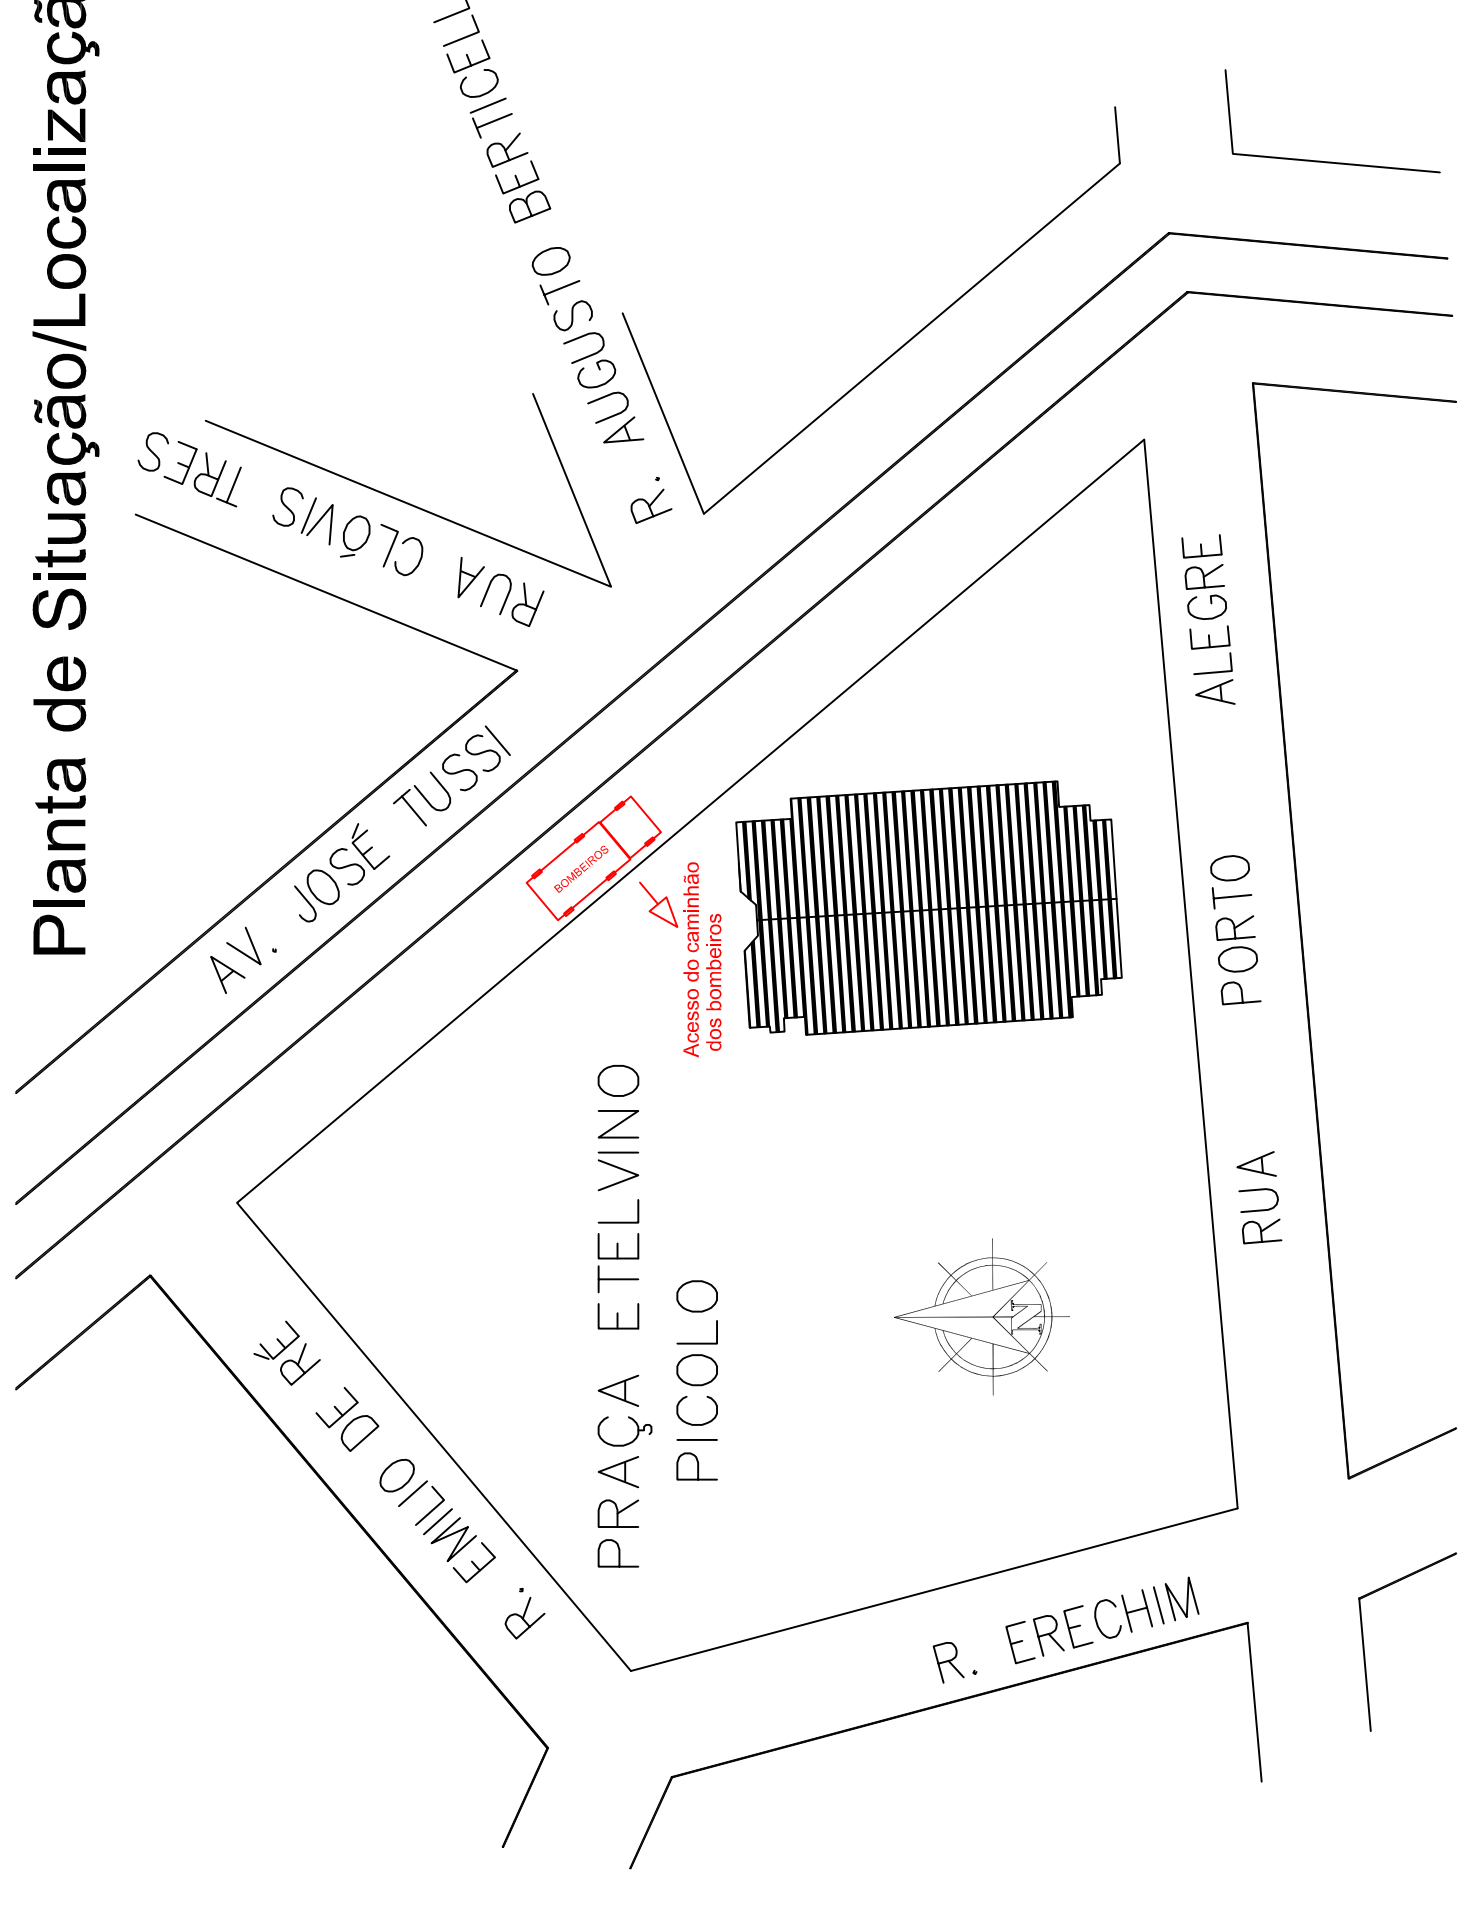 Planta de Situação/Localizaçã
R. AUGUSTO BERTICELL
RUA CLÓVIS TRES
AV. JOSÉ TUSSI
BOMBEIROS
Acesso do caminhão
dos bombeiros
PRAÇA ETELVINO
PICOLO
RUA PORTO ALEGRE
R. EMÍLIO DE RÉ
R. ERECHIM
N